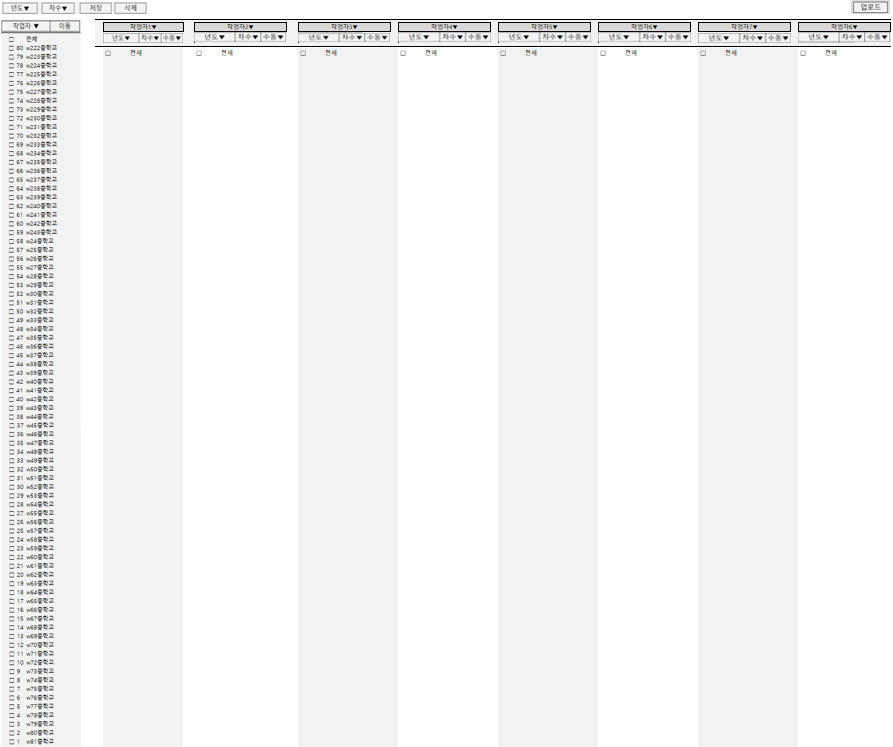 년도▼ 차수▼ 저장 삭제 업로드
작업자 ▼ 이동 작업자1▼ 작업자2▼ 작업자3▼ 작업자4▼ 작업자5▼ 작업자6▼ 작업자7▼ 작업자6▼
년도▼ 차수▼ 수동▼ 년도▼ 차수▼ 수동▼ 년도▼ 차수▼ 수동▼ 년도▼ 차수▼ 수동▼ 년도▼ 차수▼ 수동▼ 년도▼ 차수▼ 수동▼ 년도▼ 차수▼ 수동▼ 년도▼ 차수▼ 수동▼
전체 전체 전체 전체 전체 전체 전체 전체 전체
80 w222중학교
79 w223중학교
78 w224중학교
77 w225중학교
76 w226중학교
75 w227중학교
74 w228중학교
73 w229중학교
72 w230중학교
71 w231중학교
70 w232중학교
69 w233중학교
68 w234중학교
67 w235중학교
66 w236중학교
65 w237중학교
64 w238중학교
63 w239중학교
62 w240중학교
61 w241중학교
60 w242중학교
59 w243중학교
58 w24중학교
57 w25중학교
56 w26중학교
55 w27중학교
54 w28중학교
53 w29중학교
52 w30중학교
51 w31중학교
50 w32중학교
49 w33중학교
48 w34중학교
47 w35중학교
46 w36중학교
45 w37중학교
44 w38중학교
43 w39중학교
42 w40중학교
41 w41중학교
40 w42중학교
39 w43중학교
38 w44중학교
37 w45중학교
36 w46중학교
35 w47중학교
34 w48중학교
33 w49중학교
32 w50중학교
31 w51중학교
30 w52중학교
29 w53중학교
28 w54중학교
27 w55중학교
26 w56중학교
25 w57중학교
24 w58중학교
23 w59중학교
22 w60중학교
21 w61중학교
20 w62중학교
19 w63중학교
18 w64중학교
17 w65중학교
16 w66중학교
15 w67중학교
14 w68중학교
13 w69중학교
12 w70중학교
11 w71중학교
10 w72중학교
9 w73중학교
8 w74중학교
7 w75중학교
6 w76중학교
5 w77중학교
4 w78중학교
3 w79중학교
2 w80중학교
1 w81중학교